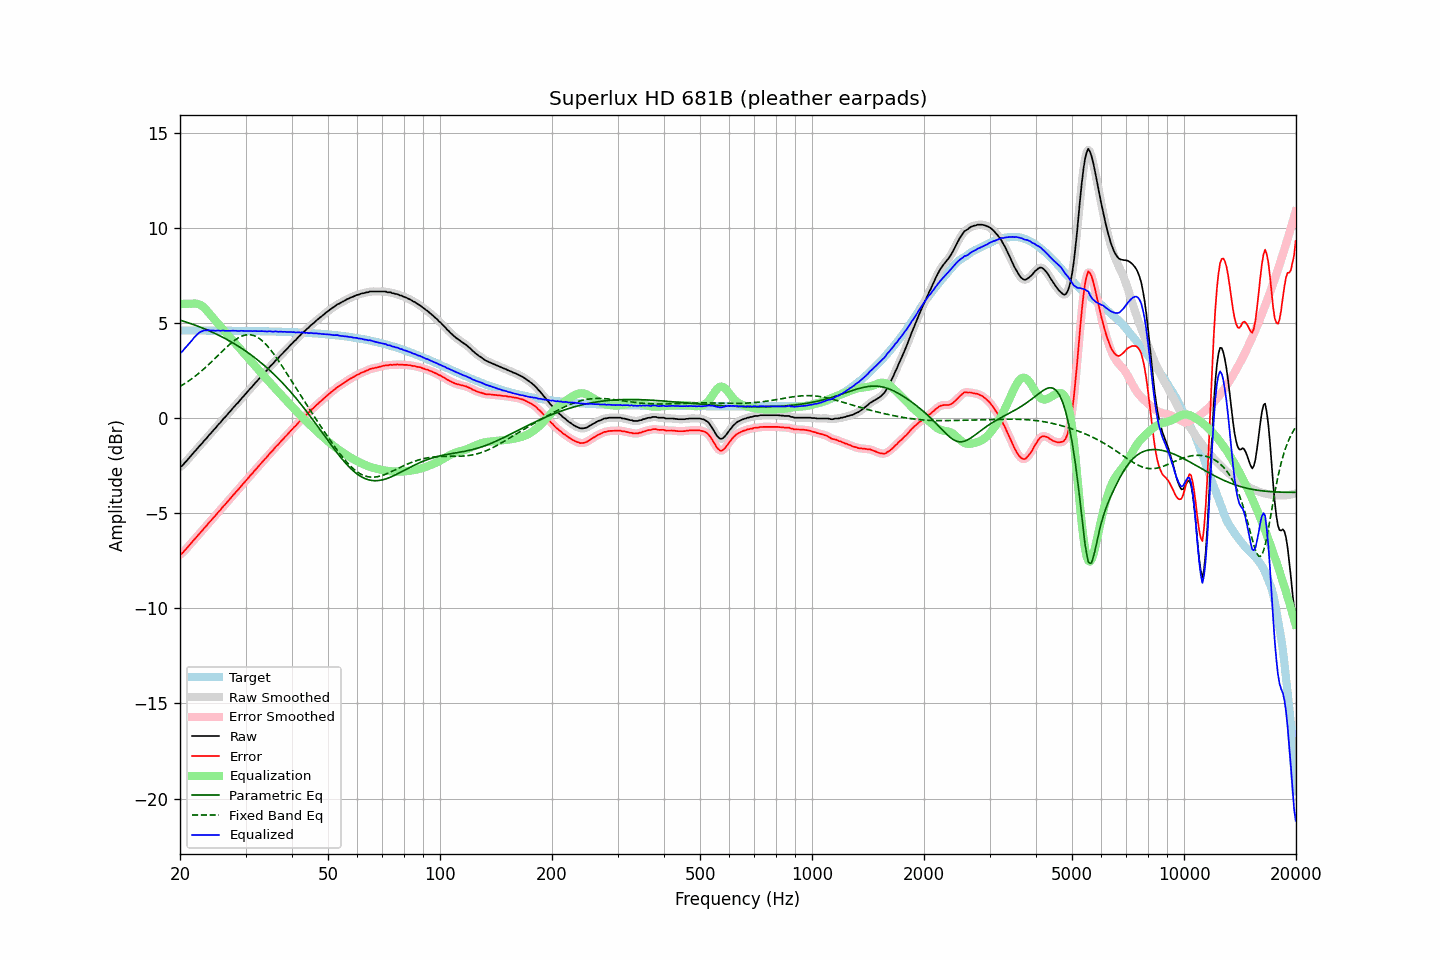 Superlux HD 681B (pleather earpads)
Amplitude (dBr)
15
10
5
0
−5
−10
−15
−20
Target
Raw Smoothed
Error Smoothed
Raw
Error
Equalization
Parametric Eq
Fixed Band Eq
Equalized
20 50 100 200 500 1000 2000 5000 10000 20000
Frequency (Hz)